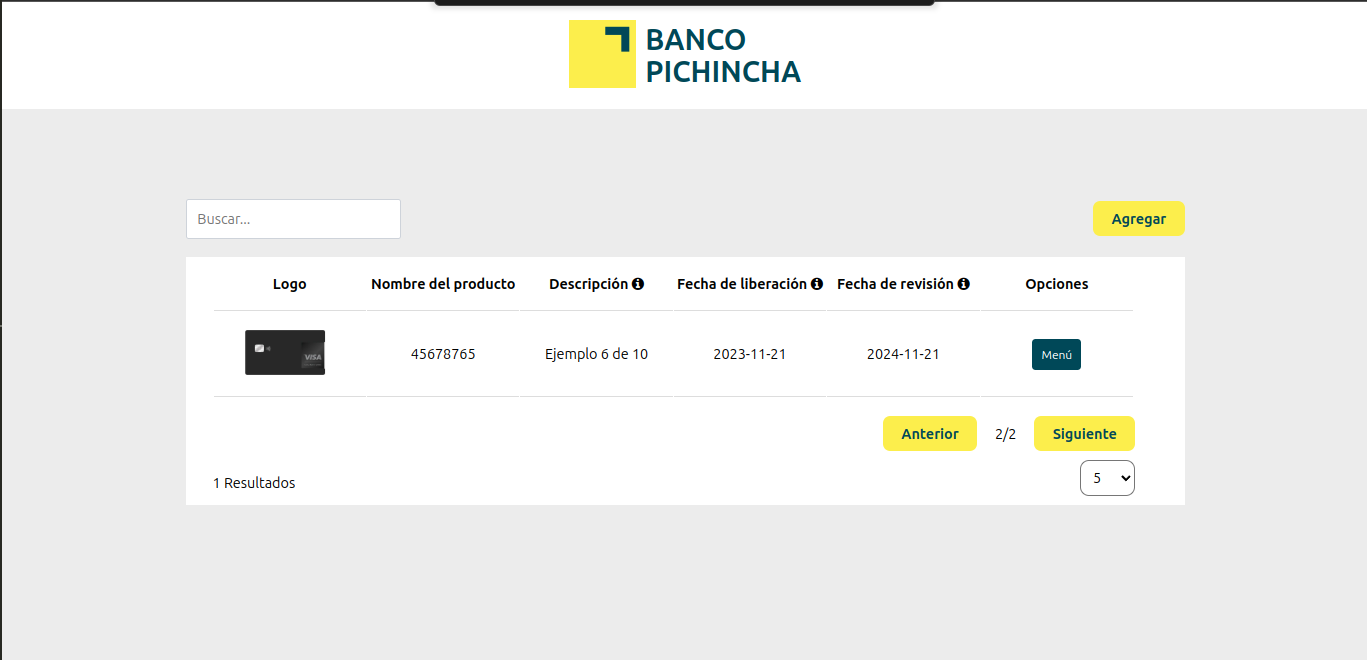 BANCO
PICHINCHA
Buscar...
Agregar
Logo Nombre del producto Descripción Fecha de liberación Fecha de revisión Opciones
VISA 45678765 Ejemplo 6 de 10 2023-11-21 2024-11-21 Menú
Anterior 2/2 Siguiente
1 Resultados 5